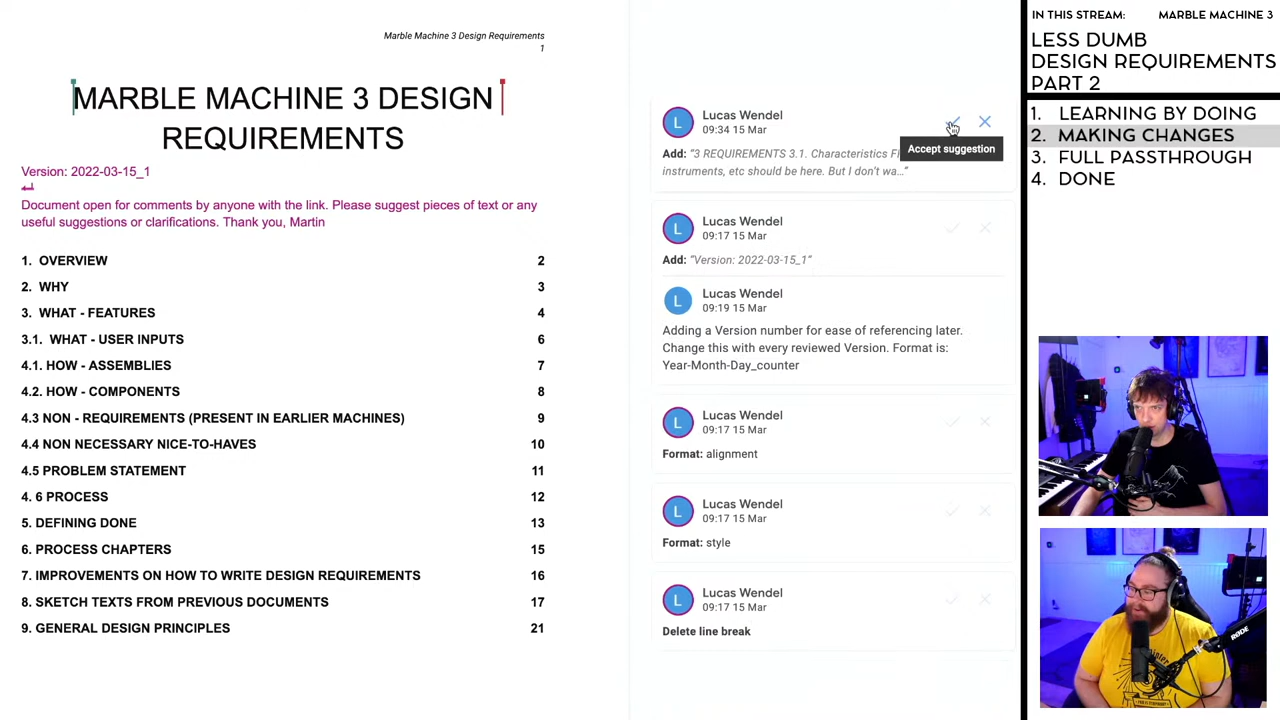 Marble Machine 3 Design Requirements
1
MARBLE MACHINE 3 DESIGN
REQUIREMENTS
Version: 2022-03-15_1
Document open for comments by anyone with the link. Please suggest pieces of text or any
useful suggestions or clarifications. Thank you, Martin
1. OVERVIEW 2
2. WHY 3
3. WHAT - FEATURES 4
3.1. WHAT - USER INPUTS 6
4.1. HOW - ASSEMBLIES 7
4.2. HOW - COMPONENTS 8
4.3 NON - REQUIREMENTS (PRESENT IN EARLIER MACHINES) 9
4.4 NON NECESSARY NICE-TO-HAVES 10
4.5 PROBLEM STATEMENT 11
4. 6 PROCESS 12
5. DEFINING DONE 13
6. PROCESS CHAPTERS 15
7. IMPROVEMENTS ON HOW TO WRITE DESIGN REQUIREMENTS 16
8. SKETCH TEXTS FROM PREVIOUS DOCUMENTS 17
9. GENERAL DESIGN PRINCIPLES 21
L
Lucas Wendel
09:34 15 Mar
Accept suggestion
Add: "3 REQUIREMENTS 3.1. Characteristics
instruments, etc should be here. But I don't wa..."
L
Lucas Wendel
09:17 15 Mar
Add: "Version: 2022-03-15_1"
L
Lucas Wendel
09:19 15 Mar
Adding a Version number for ease of referencing later.
Change this with every reviewed Version. Format is:
Year-Month-Day_counter
L
Lucas Wendel
09:17 15 Mar
Format: alignment
L
Lucas Wendel
09:17 15 Mar
Format: style
L
Lucas Wendel
09:17 15 Mar
Delete line break
IN THIS STREAM: MARBLE MACHINE 3
LESS DUMB
DESIGN REQUIREMENTS
PART 2
1. LEARNING BY DOING
2. MAKING CHANGES
3. FULL PASSTHROUGH
4. DONE
RØDE